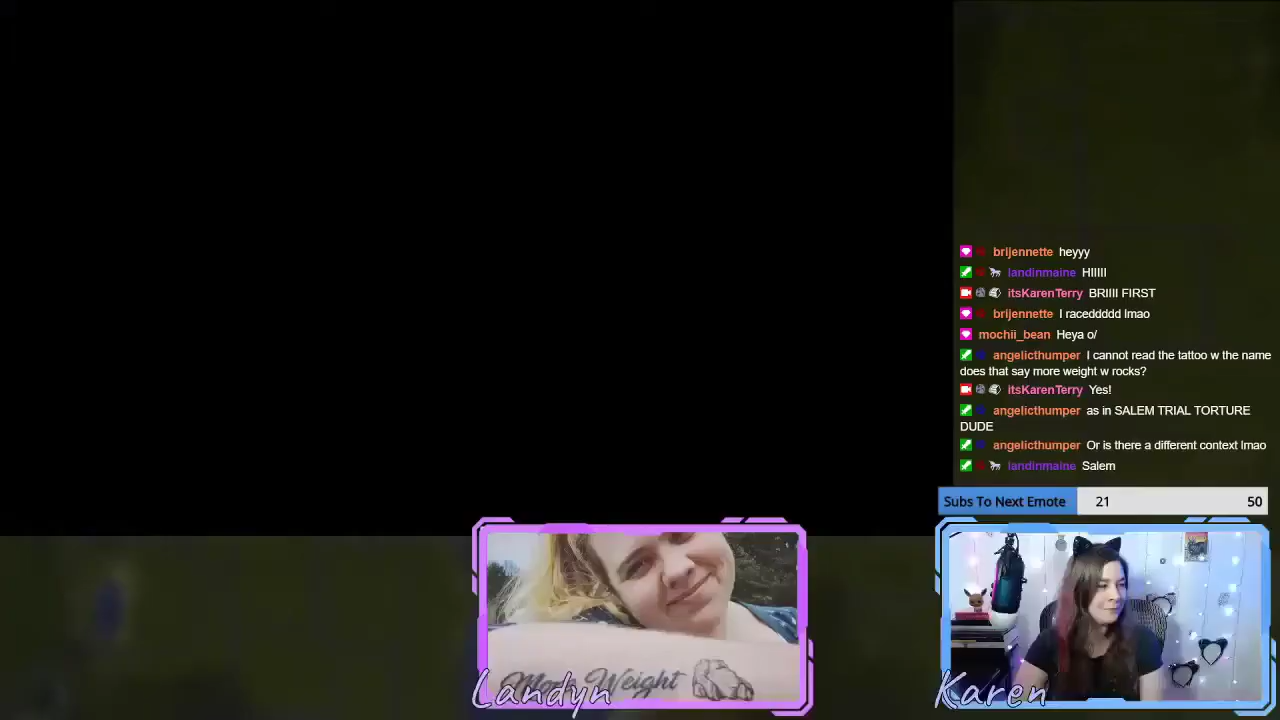 brijennette heyyy
landinmaine HIIIII
itsKarenTerry BRIIII FIRST
brijennette I raceddddd lmao
mochii_bean Heya o/
angelicthumper I cannot read the tattoo w the name
does that say more weight w rocks?
itsKarenTerry Yes!
angelicthumper as in SALEM TRIAL TORTURE
DUDE
angelicthumper Or is there a different context lmao
landinmaine Salem
Subs To Next Emote 21 50
More Weight
Landyn
Karen